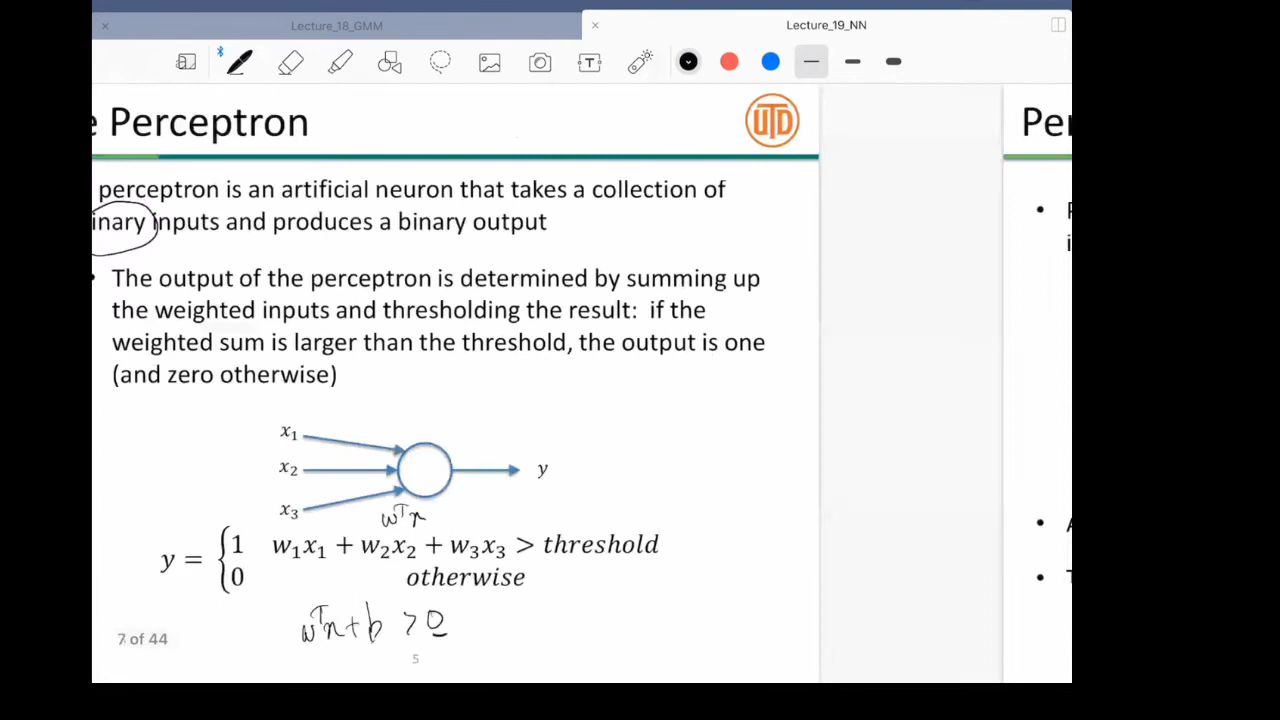 Lecture_18_GMM
Lecture_19_NN
e Perceptron
UTD
Per
perceptron is an artificial neuron that takes a collection of
inary inputs and produces a binary output
• The output of the perceptron is determined by summing up
the weighted inputs and thresholding the result: if the
weighted sum is larger than the threshold, the output is one
(and zero otherwise)
x₁
x₂
x₃
y
wᵀx
y = { 1 w₁x₁ + w₂x₂ + w₃x₃ > threshold
0 otherwise
wᵀx + b > 0
7 of 44
5